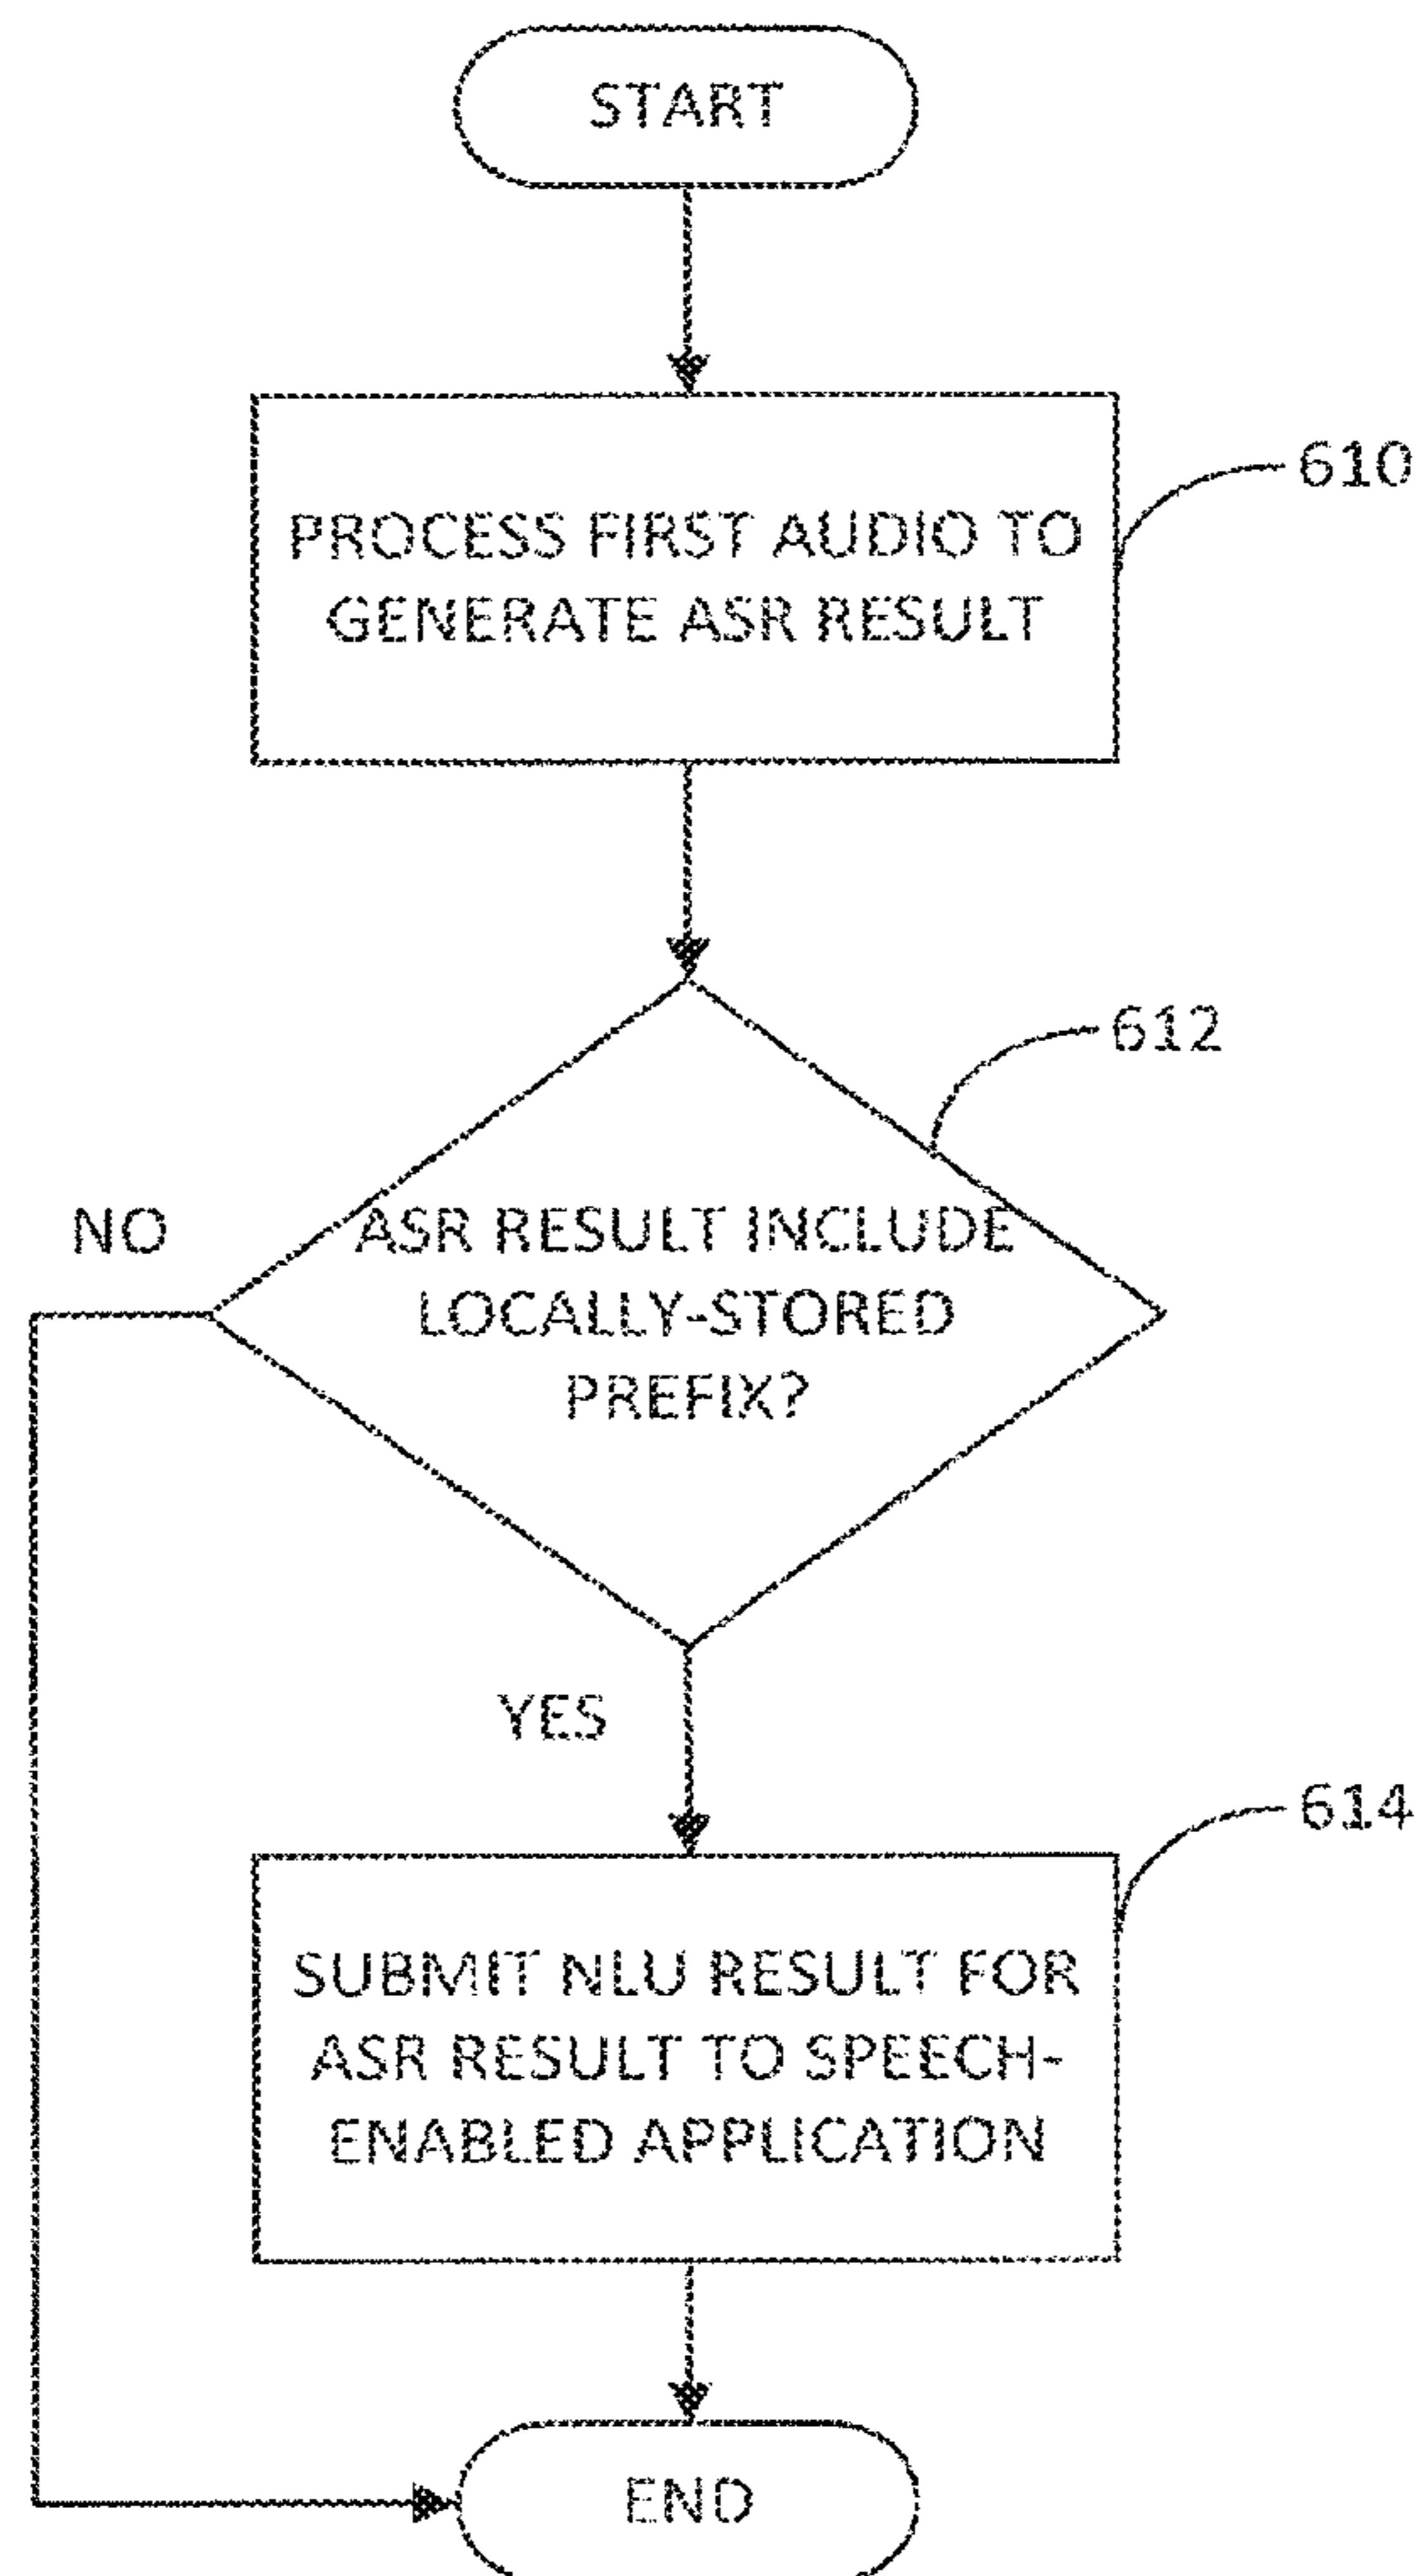 START
PROCESS FIRST AUDIO TO
GENERATE ASR RESULT
610
612
ASR RESULT INCLUDE
LOCALLY-STORED
PREFIX?
NO
YES
614
SUBMIT NLU RESULT FOR
ASR RESULT TO SPEECH-
ENABLED APPLICATION
END